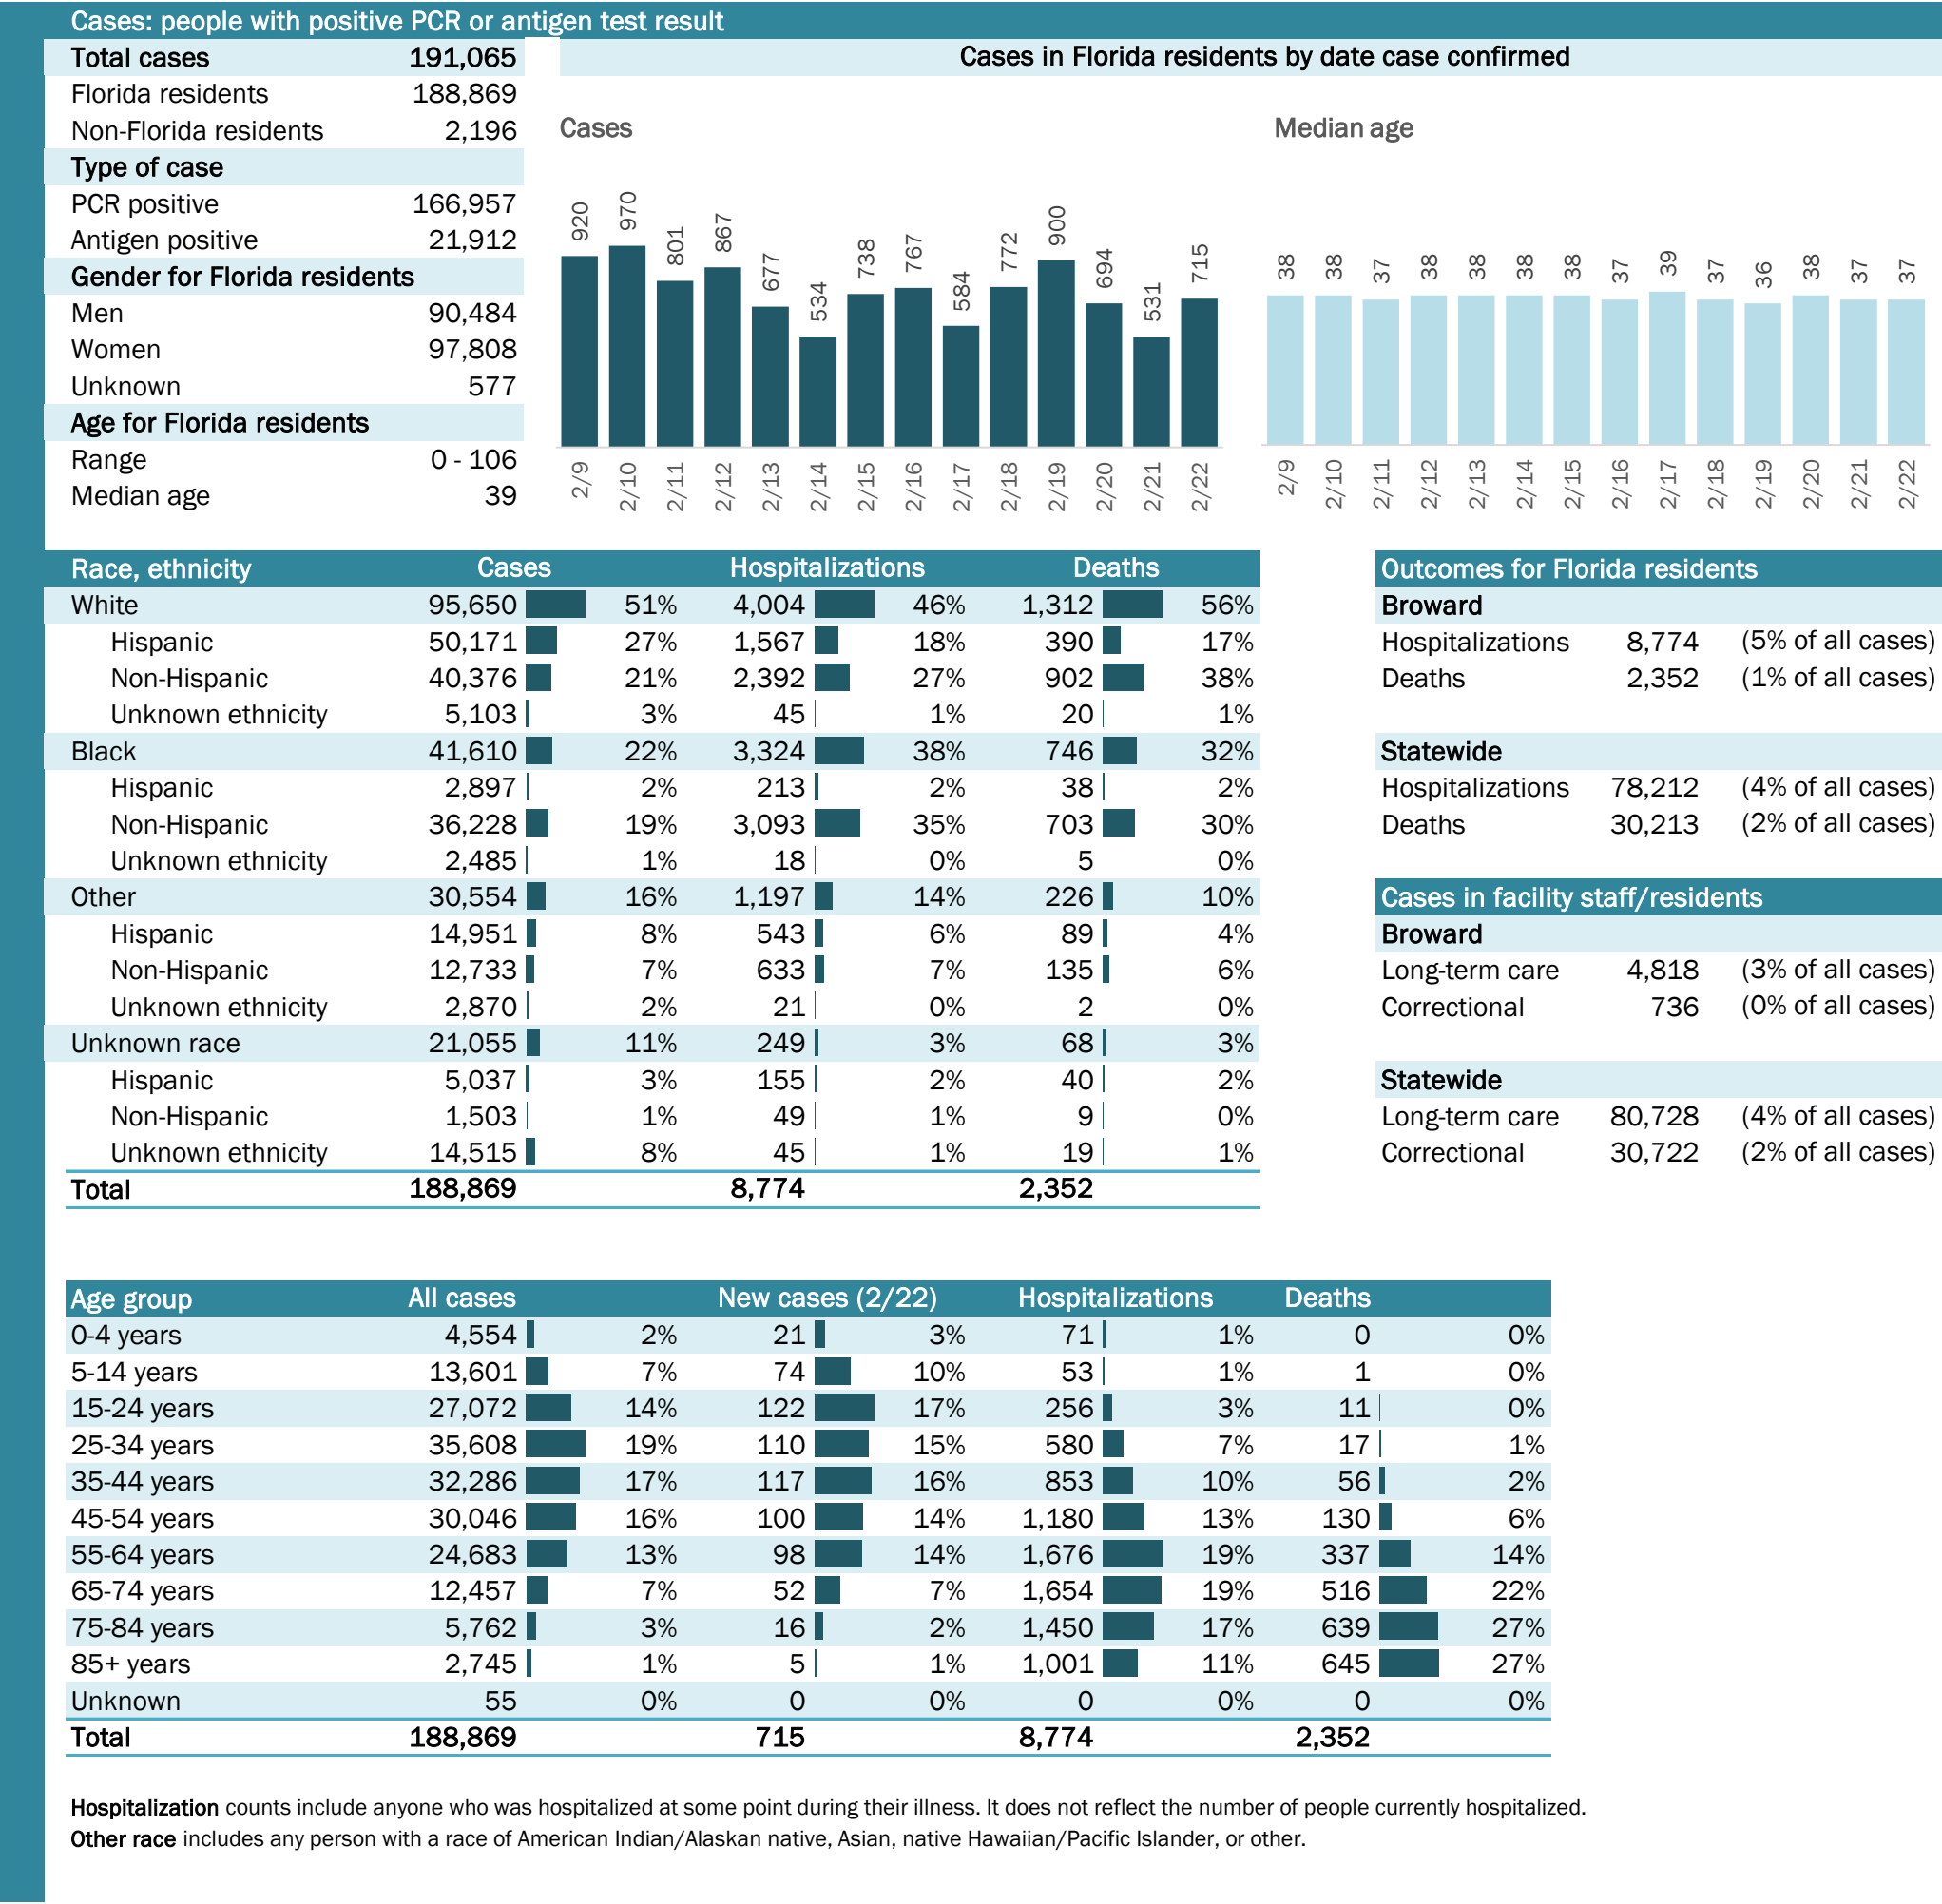 Cases: people with positive PCR or antigen test result
Total cases 191,065
Florida residents 188,869
Non-Florida residents 2,196
Type of case
PCR positive 166,957
Antigen positive 21,912
Gender for Florida residents
Men 90,484
Women 97,808
Unknown 577
Age for Florida residents
Range 0 - 106
Median age 39
Cases in Florida residents by date case confirmed
Cases
920 970 801 867 677 534 738 767 584 772 900 694 531 715
2/9 2/10 2/11 2/12 2/13 2/14 2/15 2/16 2/17 2/18 2/19 2/20 2/21 2/22
Median age
38 38 37 38 38 38 38 37 39 37 36 38 37 37
2/9 2/10 2/11 2/12 2/13 2/14 2/15 2/16 2/17 2/18 2/19 2/20 2/21 2/22
Race, ethnicity Cases Hospitalizations Deaths
White 95,650 51% 4,004 46% 1,312 56%
Hispanic 50,171 27% 1,567 18% 390 17%
Non-Hispanic 40,376 21% 2,392 27% 902 38%
Unknown ethnicity 5,103 3% 45 1% 20 1%
Black 41,610 22% 3,324 38% 746 32%
Hispanic 2,897 2% 213 2% 38 2%
Non-Hispanic 36,228 19% 3,093 35% 703 30%
Unknown ethnicity 2,485 1% 18 0% 5 0%
Other 30,554 16% 1,197 14% 226 10%
Hispanic 14,951 8% 543 6% 89 4%
Non-Hispanic 12,733 7% 633 7% 135 6%
Unknown ethnicity 2,870 2% 21 0% 2 0%
Unknown race 21,055 11% 249 3% 68 3%
Hispanic 5,037 3% 155 2% 40 2%
Non-Hispanic 1,503 1% 49 1% 9 0%
Unknown ethnicity 14,515 8% 45 1% 19 1%
Total 188,869 8,774 2,352
Outcomes for Florida residents
Broward
Hospitalizations 8,774 (5% of all cases)
Deaths 2,352 (1% of all cases)
Statewide
Hospitalizations 78,212 (4% of all cases)
Deaths 30,213 (2% of all cases)
Cases in facility staff/residents
Broward
Long-term care 4,818 (3% of all cases)
Correctional 736 (0% of all cases)
Statewide
Long-term care 80,728 (4% of all cases)
Correctional 30,722 (2% of all cases)
Age group All cases New cases (2/22) Hospitalizations Deaths
0-4 years 4,554 2% 21 3% 71 1% 0 0%
5-14 years 13,601 7% 74 10% 53 1% 1 0%
15-24 years 27,072 14% 122 17% 256 3% 11 0%
25-34 years 35,608 19% 110 15% 580 7% 17 1%
35-44 years 32,286 17% 117 16% 853 10% 56 2%
45-54 years 30,046 16% 100 14% 1,180 13% 130 6%
55-64 years 24,683 13% 98 14% 1,676 19% 337 14%
65-74 years 12,457 7% 52 7% 1,654 19% 516 22%
75-84 years 5,762 3% 16 2% 1,450 17% 639 27%
85+ years 2,745 1% 5 1% 1,001 11% 645 27%
Unknown 55 0% 0 0% 0 0% 0 0%
Total 188,869 715 8,774 2,352
Hospitalization counts include anyone who was hospitalized at some point during their illness. It does not reflect the number of people currently hospitalized.
Other race includes any person with a race of American Indian/Alaskan native, Asian, native Hawaiian/Pacific Islander, or other.